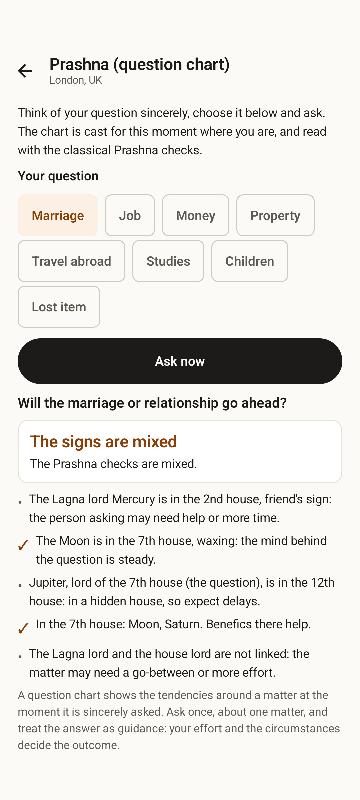 Prashna (question chart)
London, UK
Think of your question sincerely, choose it below and ask.
The chart is cast for this moment where you are, and read
with the classical Prashna checks.
Your question
Marriage
Job
Money
Property
Travel abroad
Studies
Children
Lost item
Ask now
Will the marriage or relationship go ahead?
The signs are mixed
The Prashna checks are mixed.
• The Lagna lord Mercury is in the 2nd house, friend's sign:
the person asking may need help or more time.
✓ The Moon is in the 7th house, waxing: the mind behind
the question is steady.
• Jupiter, lord of the 7th house (the question), is in the 12th
house: in a hidden house, so expect delays.
✓ In the 7th house: Moon, Saturn. Benefics there help.
• The Lagna lord and the house lord are not linked: the
matter may need a go-between or more effort.
A question chart shows the tendencies around a matter at the
moment it is sincerely asked. Ask once, about one matter, and
treat the answer as guidance: your effort and the circumstances
decide the outcome.